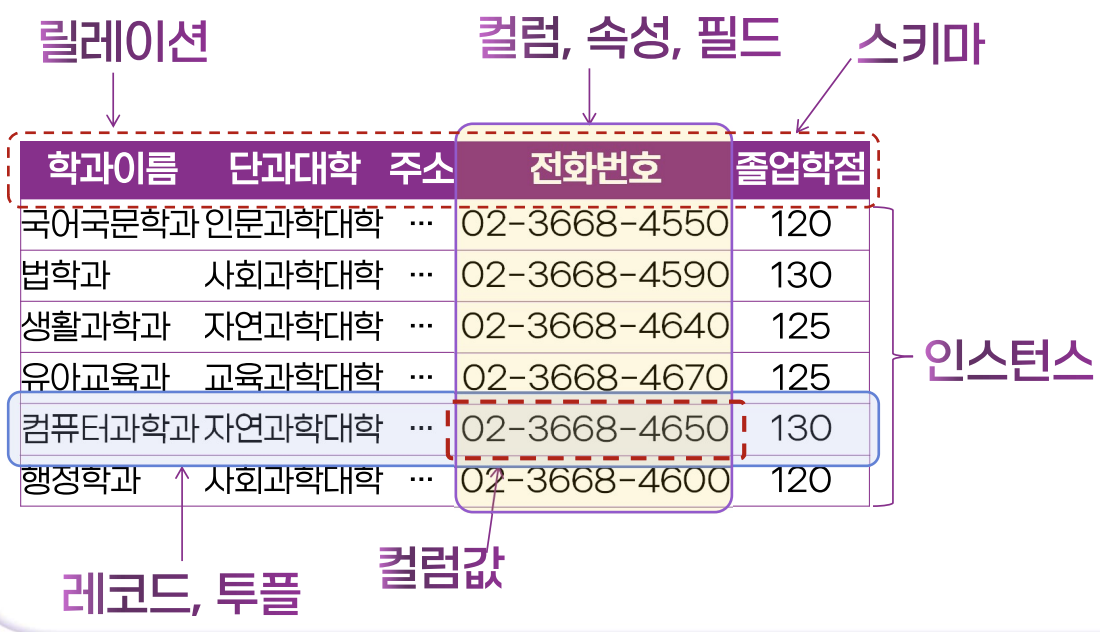 릴레이션 컬럼, 속성, 필드 스키마
학과이름 단과대학 주소 전화번호 졸업학점
국어국문학과 인문과학대학 ··· 02-3668-4550 120
법학과 사회과학대학 ··· 02-3668-4590 130
생활과학과 자연과학대학 ··· 02-3668-4640 125
유아교육과 교육과학대학 ··· 02-3668-4670 125
인스턴스
컴퓨터과학과 자연과학대학 ··· 02-3668-4650 130
행정학과 사회과학대학 ··· 02-3668-4600 120
컬럼값
레코드, 투플